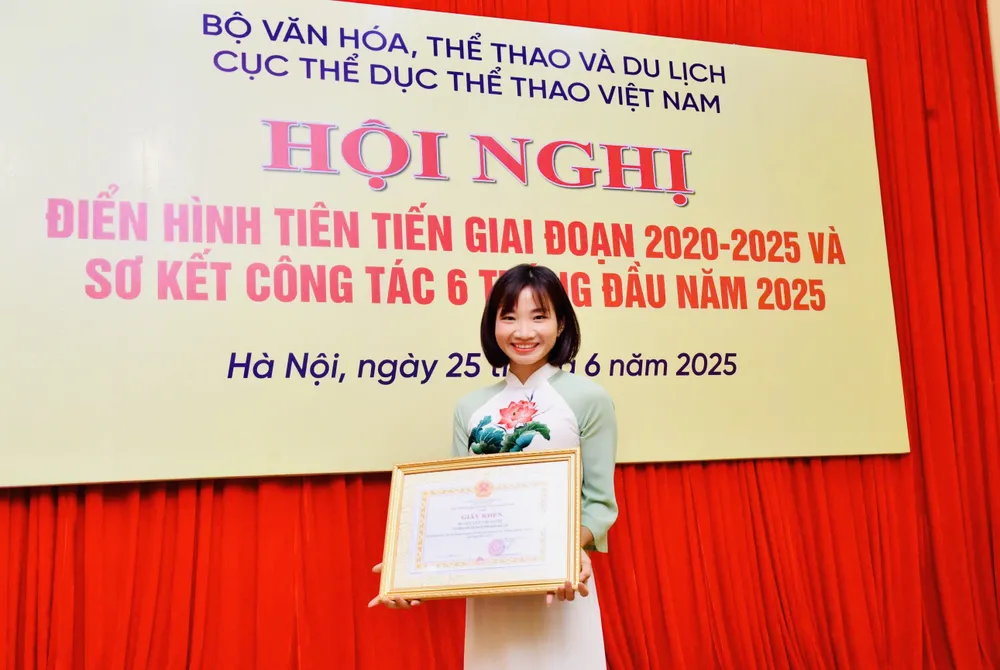 BỘ VĂN HÓA, THỂ THAO VÀ DU LỊCH
CỤC THỂ DỤC THỂ THAO VIỆT NAM
HỘI NGHỊ
ĐIỂN HÌNH TIÊN TIẾN GIAI ĐOẠN 2020-2025 VÀ
SƠ KẾT CÔNG TÁC 6 THÁNG ĐẦU NĂM 2025
Hà Nội, ngày 25 tháng 6 năm 2025
GIẤY KHEN